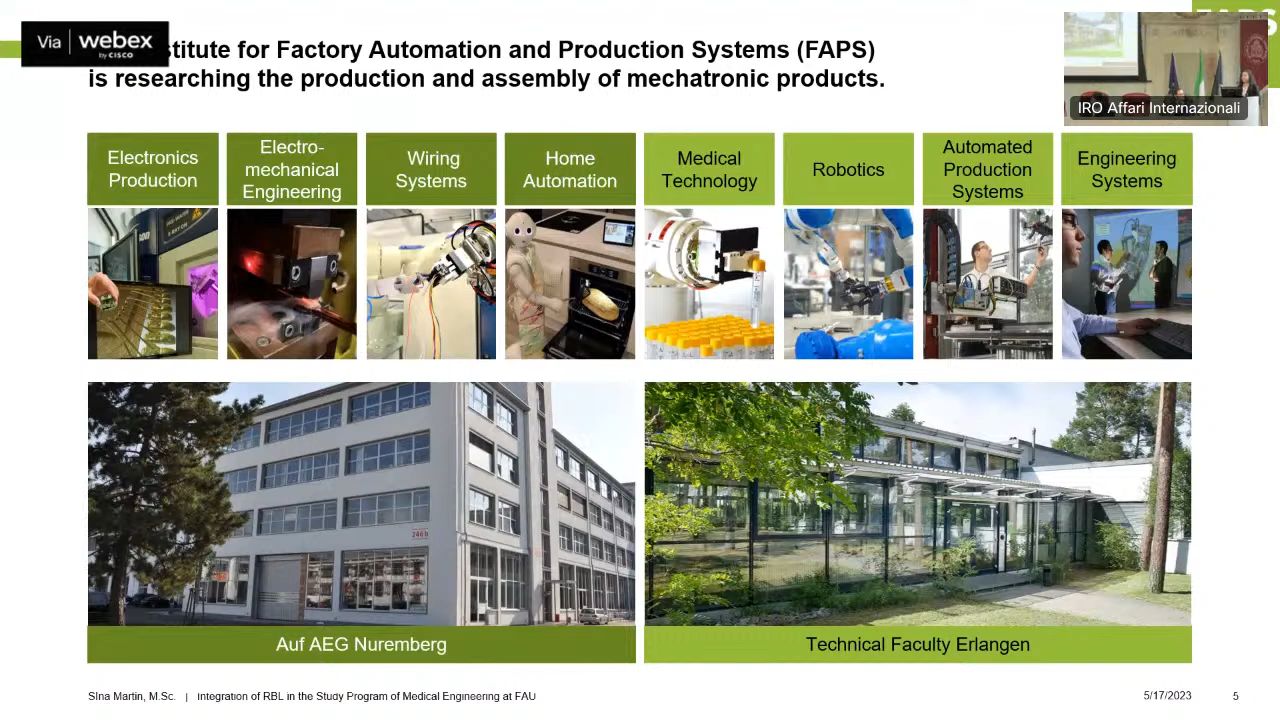 Via webex
by CISCO
stitute for Factory Automation and Production Systems (FAPS)
is researching the production and assembly of mechatronic products.
FAPS
IRO Affari Internazionali
Electronics
Production
Electro-
mechanical
Engineering
Wiring
Systems
Home
Automation
Medical
Technology
Robotics
Automated
Production
Systems
Engineering
Systems
246b
Auf AEG Nuremberg
Technical Faculty Erlangen
SIna Martin, M.Sc. | Integration of RBL in the Study Program of Medical Engineering at FAU
5/17/2023
5